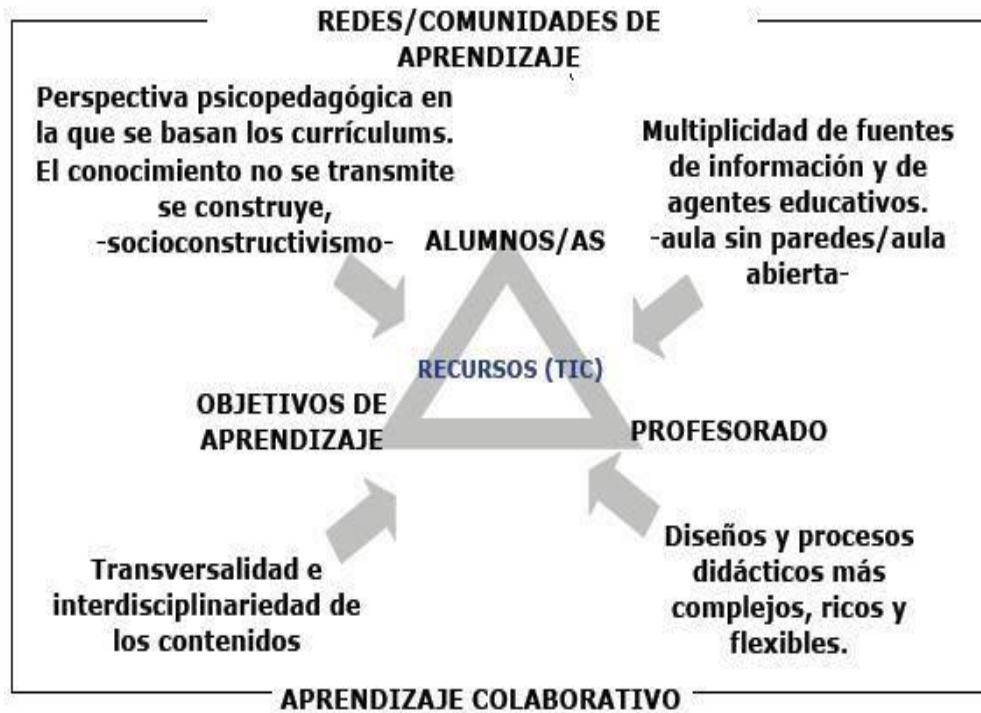 REDES/COMUNIDADES DE
APRENDIZAJE
Perspectiva psicopedagógica en
la que se basan los currículums.
El conocimiento no se transmite
se construye,
-socioconstructivismo-
Multiplicidad de fuentes
de información y de
agentes educativos.
-aula sin paredes/aula
abierta-
ALUMNOS/AS
RECURSOS (TIC)
OBJETIVOS DE
APRENDIZAJE
PROFESORADO
Transversalidad e
interdisciplinariedad de
los contenidos
Diseños y procesos
didácticos más
complejos, ricos y
flexibles.
APRENDIZAJE COLABORATIVO